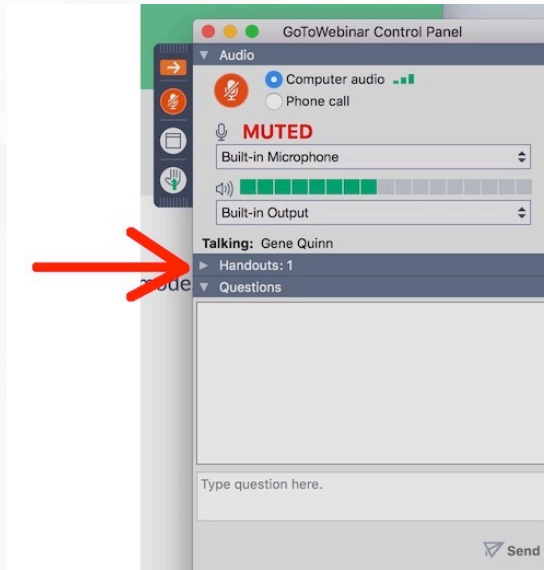 GoToWebinar Control Panel
Audio
Computer audio
Phone call
MUTED
Built-in Microphone
Built-in Output
Talking: Gene Quinn
Handouts: 1
Questions
Type question here.
Send